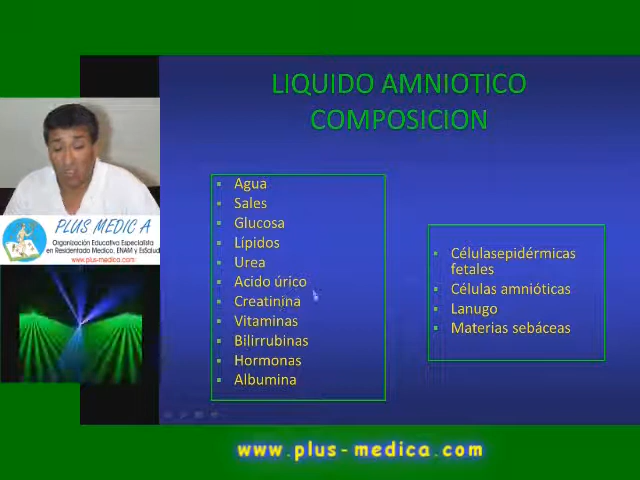 LIQUIDO AMNIOTICO
COMPOSICION
Agua
Sales
Glucosa
Lípidos
Urea
Acido úrico
Creatinina
Vitaminas
Bilirrubinas
Hormonas
Albumina
Célulasepidérmicas
fetales
Células amnióticas
Lanugo
Materias sebáceas
PLUS MEDIC A
Organización Educativa Especialista
en Residentado Medico, ENAM y EsSalud
www.plus-medica.com
www.plus-medica.com